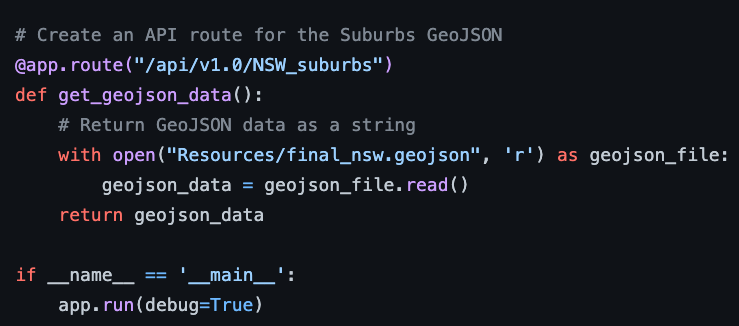 # Create an API route for the Suburbs GeoJSON
@app.route("/api/v1.0/NSW_suburbs")
def get_geojson_data():
    # Return GeoJSON data as a string
    with open("Resources/final_nsw.geojson", 'r') as geojson_file:
        geojson_data = geojson_file.read()
    return geojson_data

if __name__ == '__main__':
    app.run(debug=True)